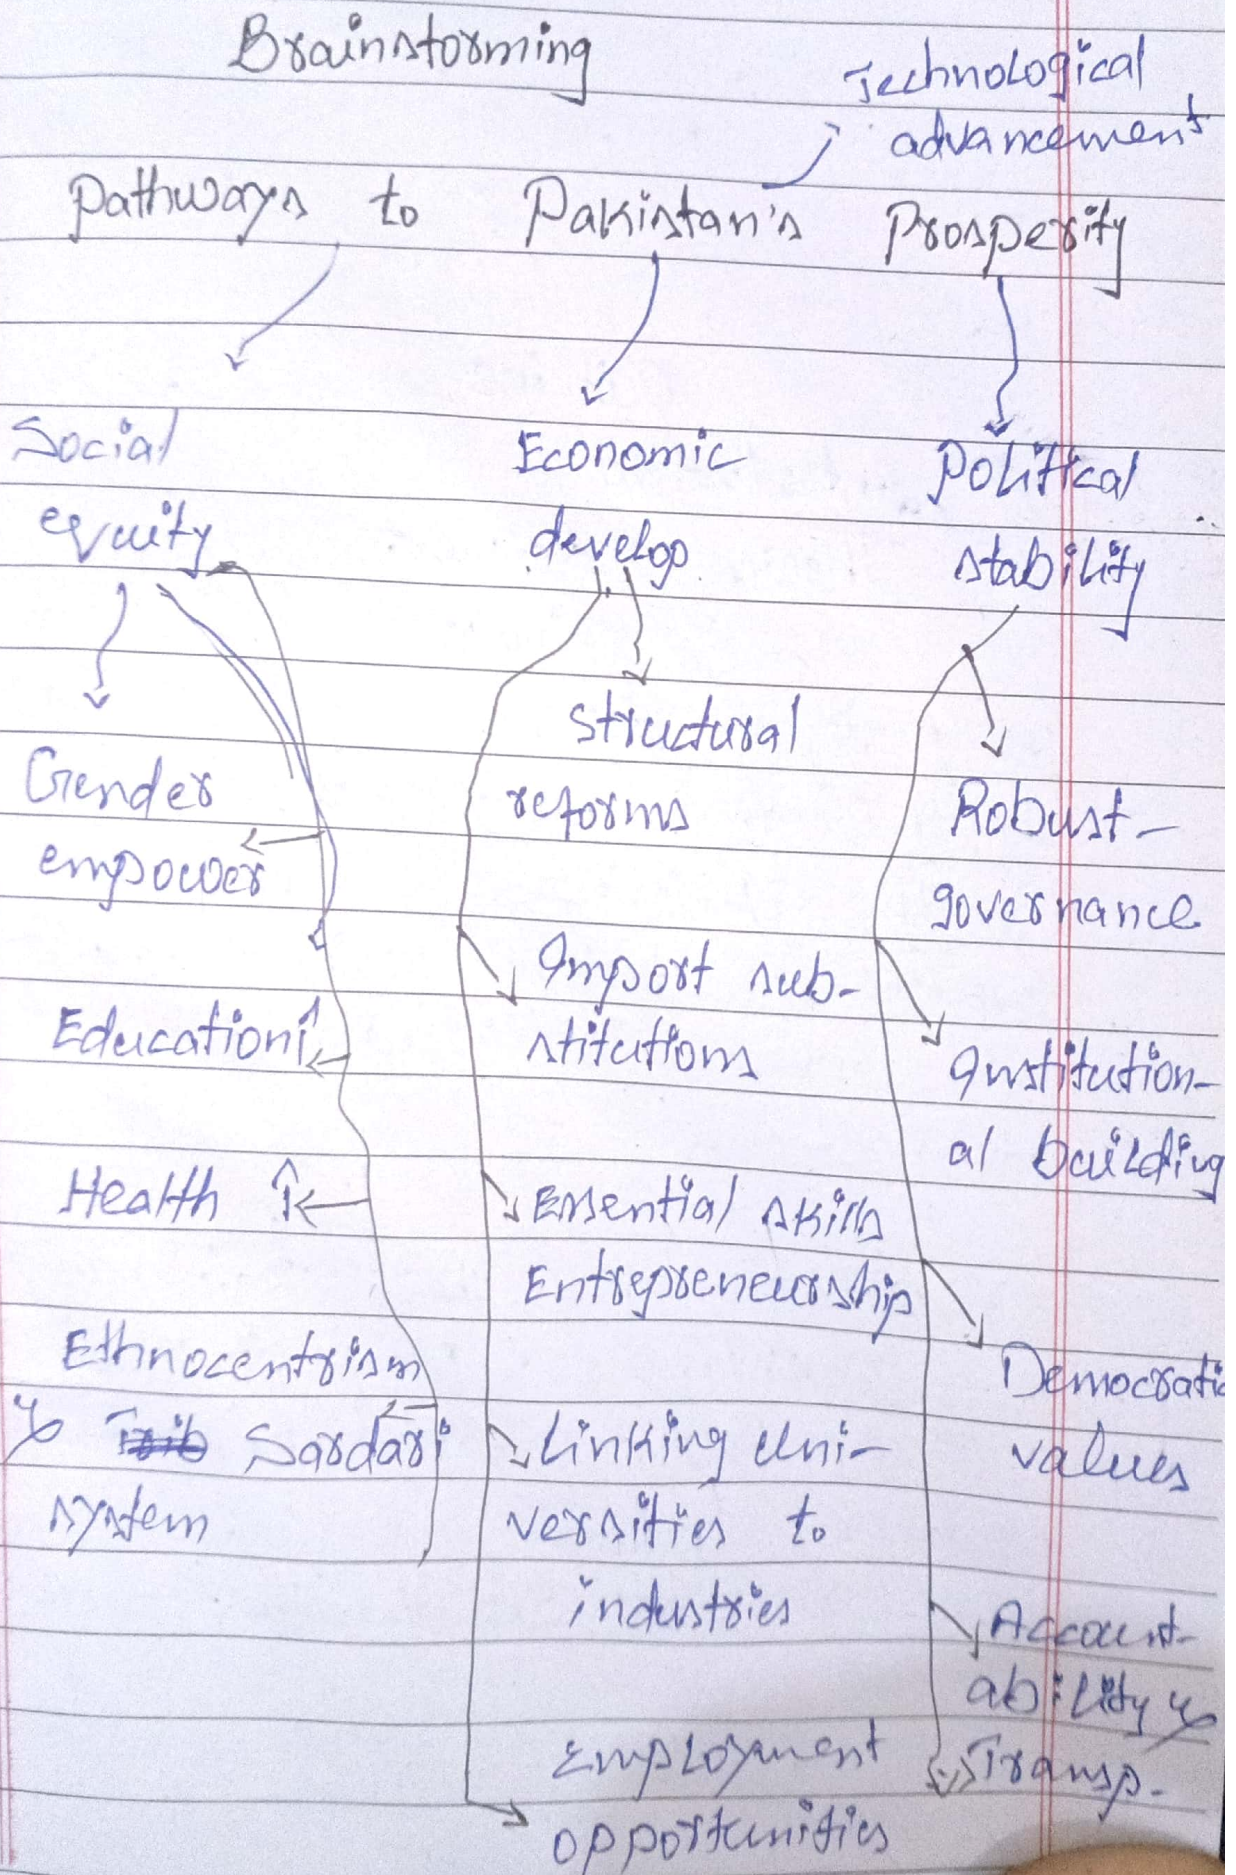 Brainstorming
Technological
advancement
Pathways to Pakistan's Prosperity
Social
equity
Gender
empower
Education ↑
Health ↑
Ethnocentrism
& Sardari
system
Economic
develop
structural
reforms
Import sub-
stitutions
Essential skills
Entrepreneurship
Linking uni-
versities to
industries
Employment
opportunities
Political
stability
Robust-
governance
Institution-
al building
Democratic
values
Account-
ability &
Transp.